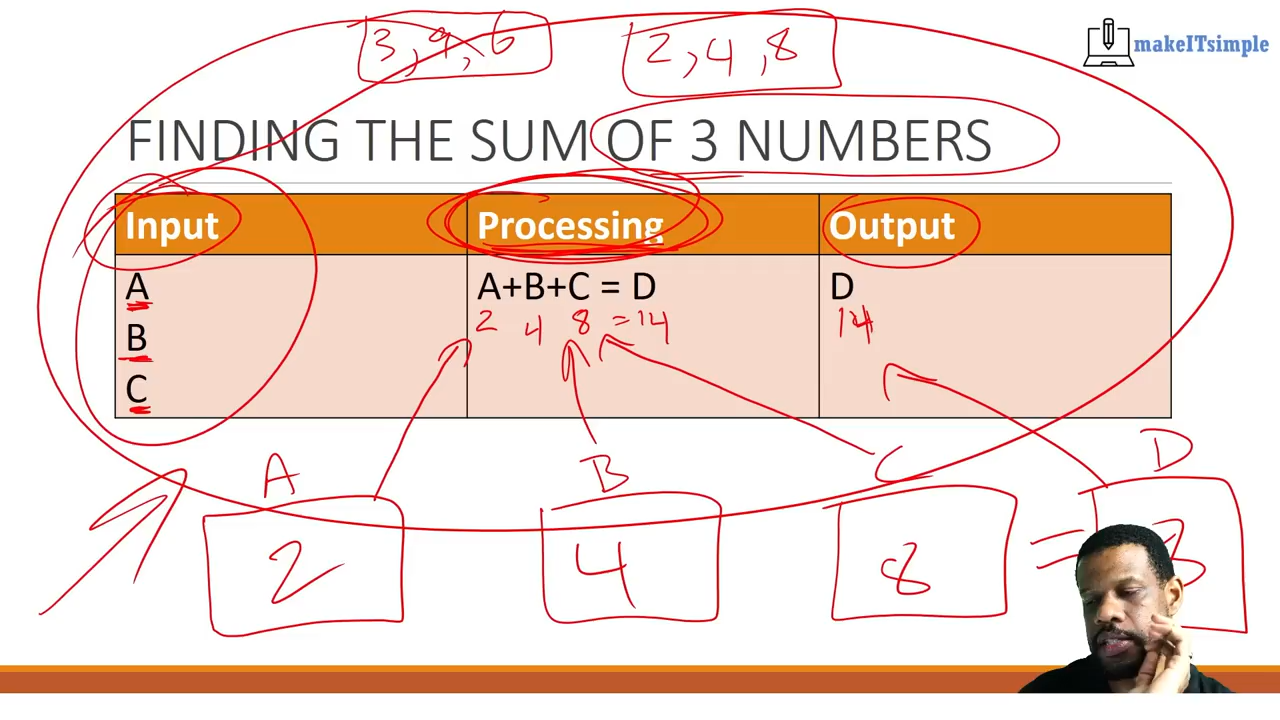 3, 9, 6 2, 4, 8
makeITsimple
FINDING THE SUM OF 3 NUMBERS
Input Processing Output
A A+B+C = D D
2 4 8 =14 14
B
C
A B C D
2 4 8 =